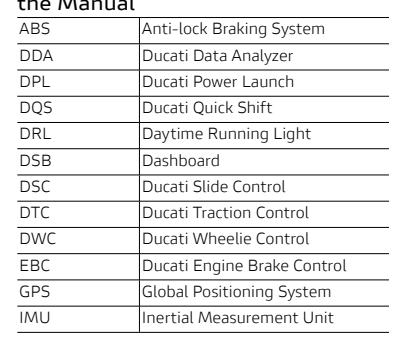 the Manual
ABS Anti-lock Braking System
DDA Ducati Data Analyzer
DPL Ducati Power Launch
DQS Ducati Quick Shift
DRL Daytime Running Light
DSB Dashboard
DSC Ducati Slide Control
DTC Ducati Traction Control
DWC Ducati Wheelie Control
EBC Ducati Engine Brake Control
GPS Global Positioning System
IMU Inertial Measurement Unit